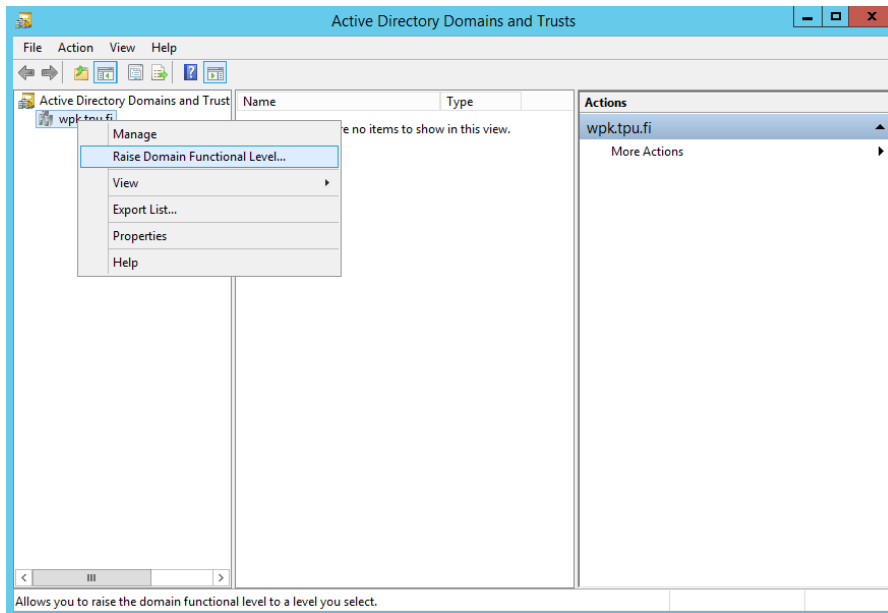 Active Directory Domains and Trusts
File Action View Help
Active Directory Domains and Trust
wpk.tpu.fi
Name Type
re no items to show in this view.
Manage
Raise Domain Functional Level...
View
Export List...
Properties
Help
Actions
wpk.tpu.fi
More Actions
Allows you to raise the domain functional level to a level you select.